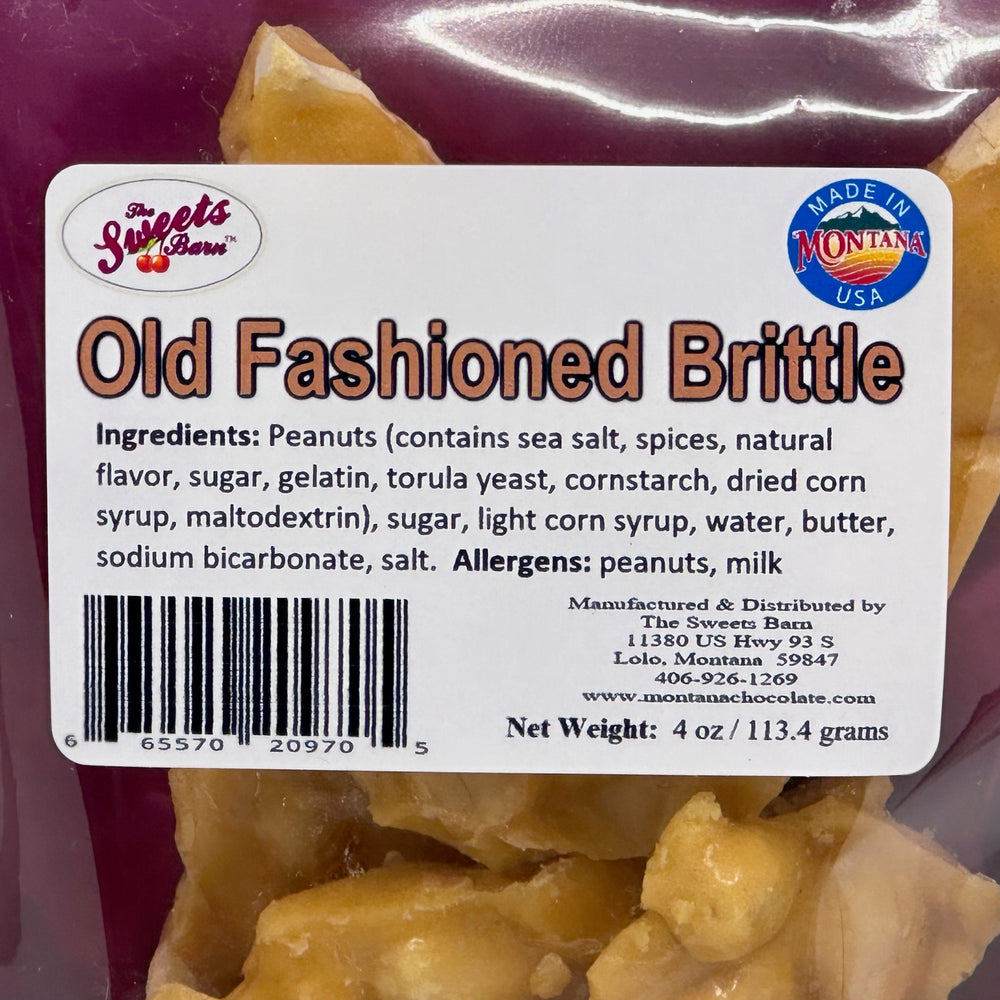 The
Sweets
Barn™
MADE IN
MONTANA
USA
Old Fashioned Brittle
Ingredients: Peanuts (contains sea salt, spices, natural
flavor, sugar, gelatin, torula yeast, cornstarch, dried corn
syrup, maltodextrin), sugar, light corn syrup, water, butter,
sodium bicarbonate, salt.  Allergens: peanuts, milk
Manufactured & Distributed by
The Sweets Barn
11380 US Hwy 93 S
Lolo, Montana  59847
406-926-1269
www.montanachocolate.com
Net Weight:  4 oz / 113.4 grams
6 65570 20970 5